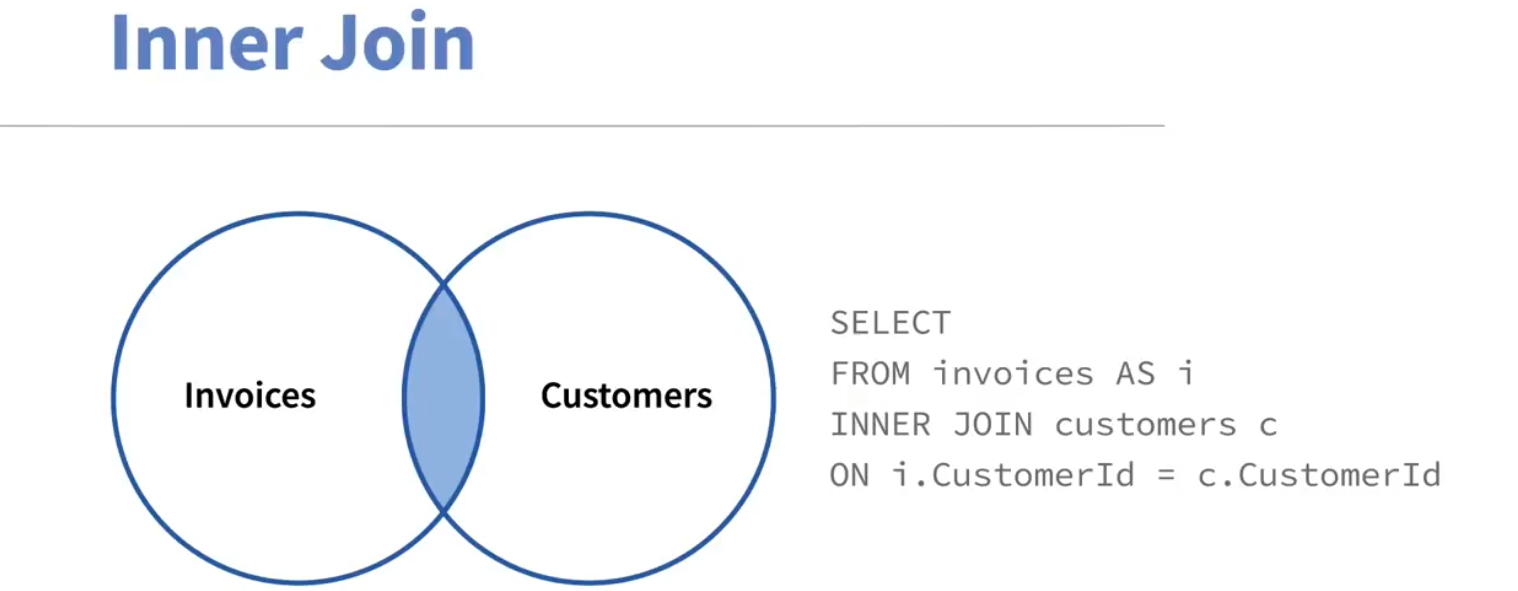 Inner Join
Invoices
Customers
SELECT
FROM invoices AS i
INNER JOIN customers c
ON i.CustomerId = c.CustomerId